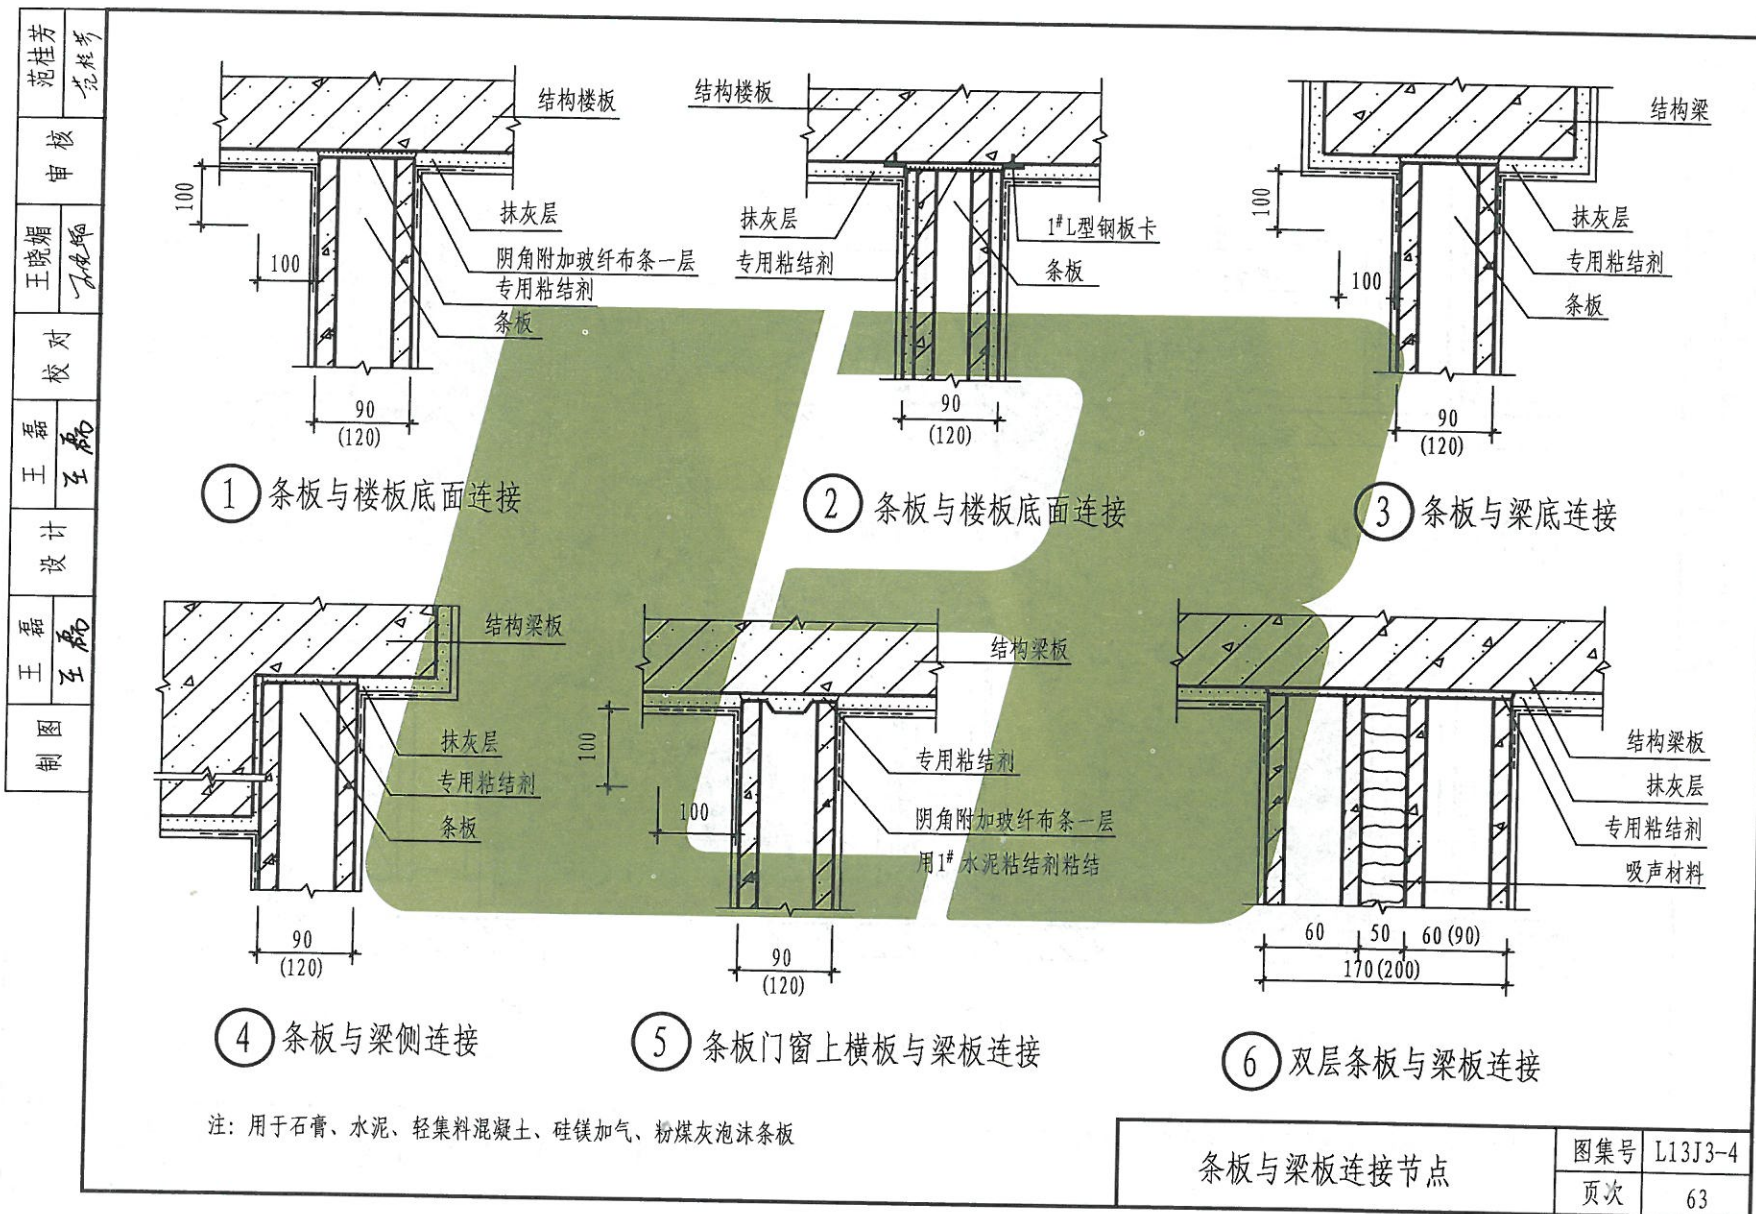 范桂芳
范桂芳
审 核
王晓媚
王晓媚
校 对
王 磊
王 磊
设 计
王 磊
王 磊
制 图
结构楼板
100
100
抹灰层
阴角附加玻纤布条一层
专用粘结剂
条板
90
(120)
① 条板与楼板底面连接
结构楼板
抹灰层
专用粘结剂
1#L型钢板卡
条板
90
(120)
② 条板与楼板底面连接
结构梁
100
100
抹灰层
专用粘结剂
条板
90
(120)
③ 条板与梁底连接
结构梁板
抹灰层
专用粘结剂
条板
90
(120)
④ 条板与梁侧连接
结构梁板
100
100
专用粘结剂
阴角附加玻纤布条一层
用1#水泥粘结剂粘结
90
(120)
⑤ 条板门窗上横板与梁板连接
结构梁板
抹灰层
专用粘结剂
吸声材料
60 50 60(90)
170(200)
⑥ 双层条板与梁板连接
注：用于石膏、水泥、轻集料混凝土、硅镁加气、粉煤灰泡沫条板
条板与梁板连接节点
图集号 L13J3-4
页次 63